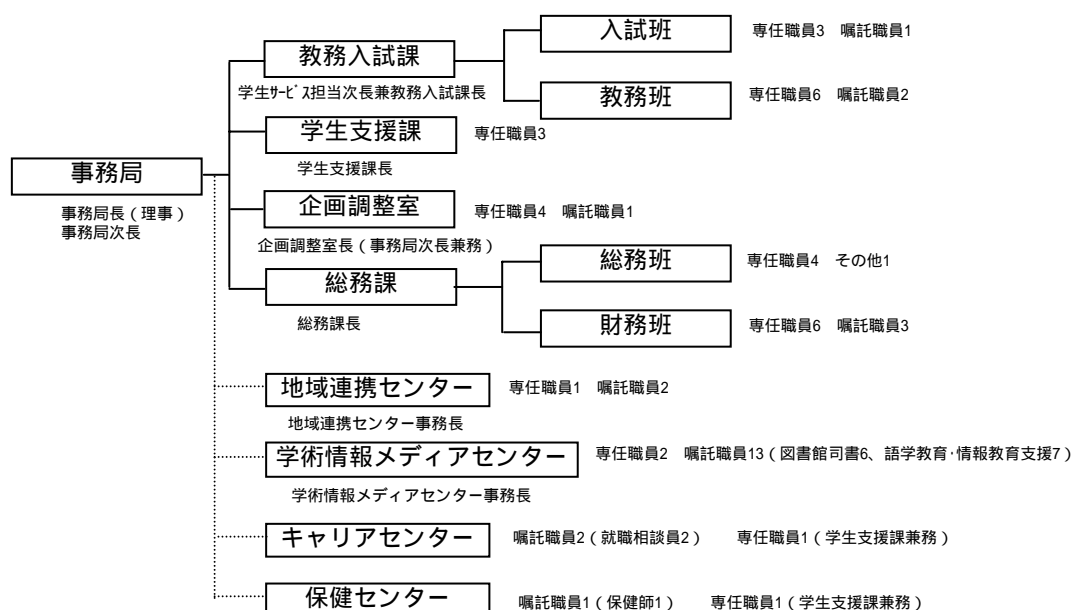 入試班
専任職員3 嘱託職員1
教務入試課
学生ｻｰﾋﾞｽ担当次長兼教務入試課長
教務班
専任職員6 嘱託職員2
学生支援課
専任職員3
学生支援課長
事務局
事務局長（理事）
事務局次長
企画調整室
専任職員4 嘱託職員1
企画調整室長（事務局次長兼務）
総務班
専任職員4 その他1
総務課
総務課長
財務班
専任職員6 嘱託職員3
地域連携センター
専任職員1 嘱託職員2
地域連携センター事務長
学術情報メディアセンター
専任職員2 嘱託職員13（図書館司書6、語学教育･情報教育支援7）
学術情報メディアセンター事務長
キャリアセンター
嘱託職員2（就職相談員2） 専任職員1（学生支援課兼務）
保健センター
嘱託職員1（保健師1） 専任職員1（学生支援課兼務）